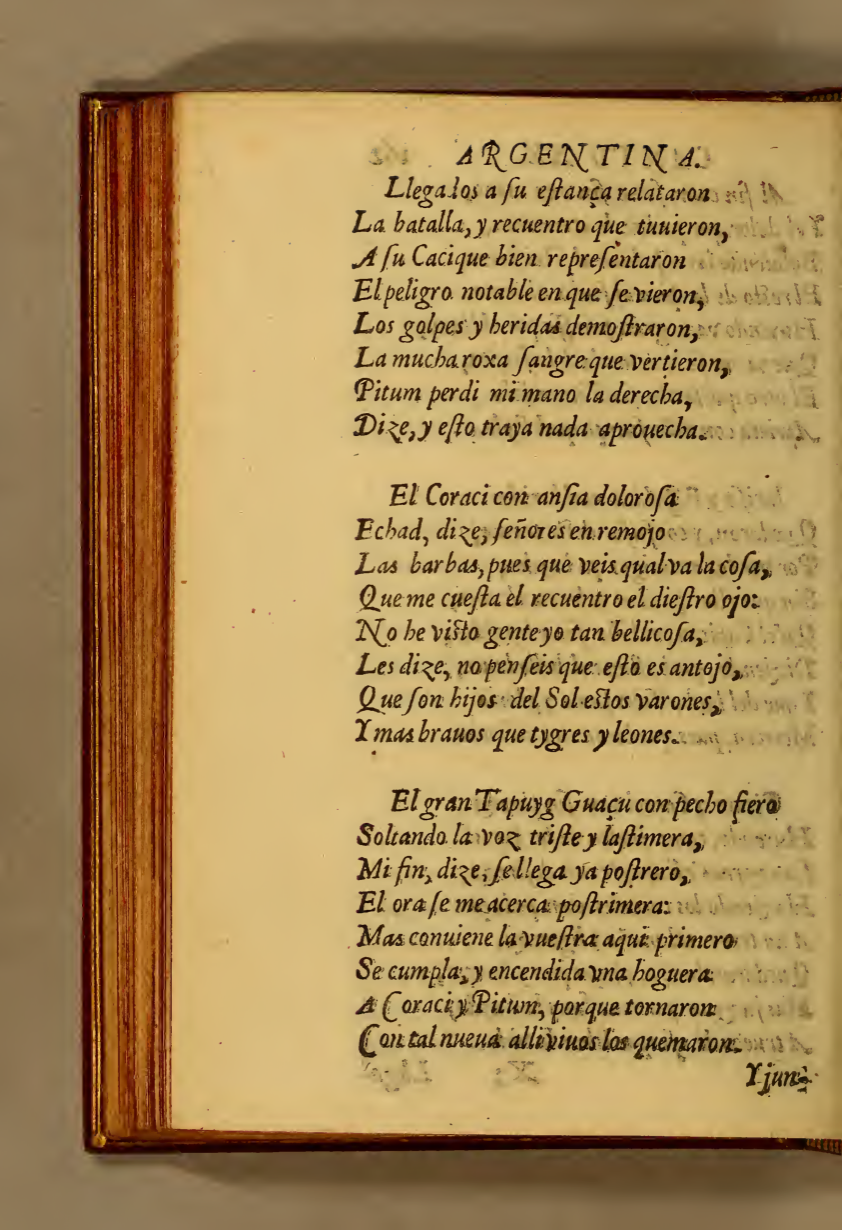 ARGENTINA.
Llegados a ſu eſtança relataron
La batalla, y recuentro que tuuieron,
A ſu Cacique bien repreſentaron
El peligro notable en que ſe vieron,
Los golpes y heridas demoſtraron,
La mucha roxa ſangre que vertieron,
Pitum perdi mi mano la derecha,
Dize, y eſto traya nada aprouecha.
El Coraci con anſia doloroſa
Echad, dize, ſeñores en remojo
Las barbas, pues que veis qual va la coſa,
Que me cueſta el recuentro el dieſtro ojo:
No he viſto gente yo tan bellicoſa,
Les dize, no penſeis que eſto es antojo,
Que ſon hijos del Sol eſtos varones,
Y mas brauos que tygres y leones.
El gran Tapuyg Guaçu con pecho fiero
Soltando la voz triſte y laſtimera,
Mi fin, dize, ſe llega ya poſtrero,
El ora ſe me acerca poſtrimera:
Mas conuiene la vueſtra aqui primero
Se cumpla, y encendida vna hoguera
A Coraci y Pitum, porque tornaron
Con tal nueua alli viuos los quemaron.
Y jun-